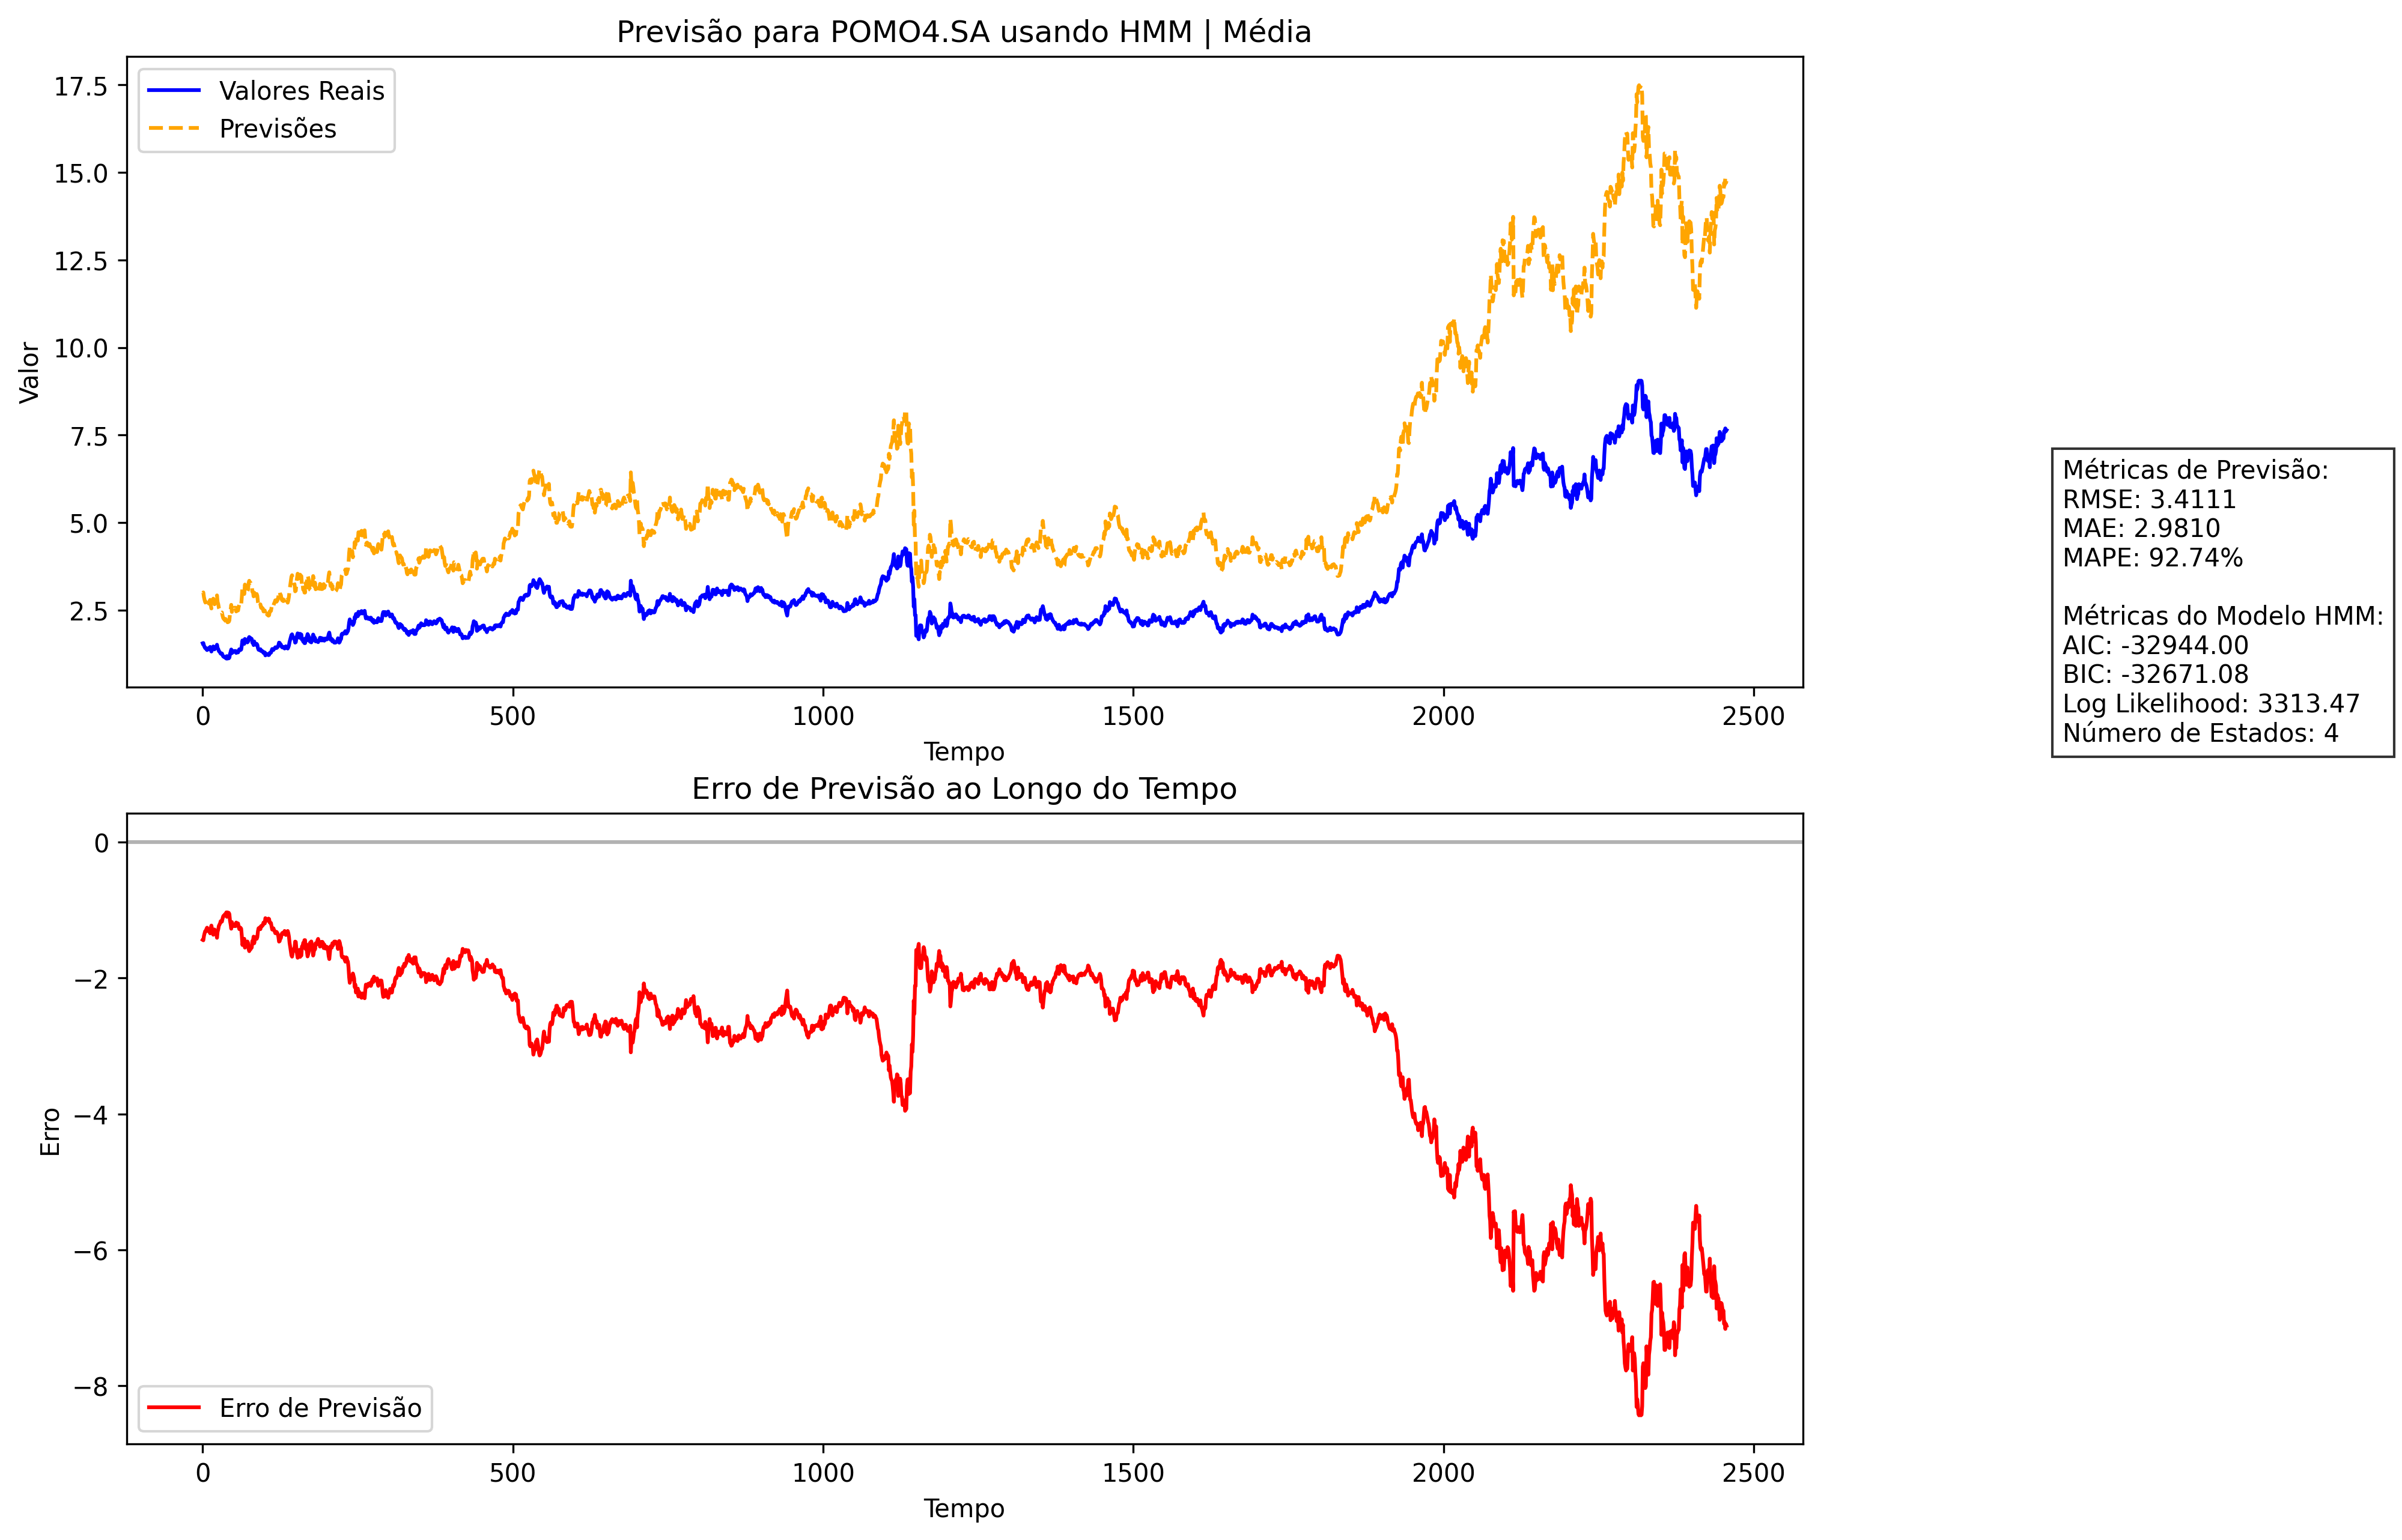 Previsão para POMO4.SA usando HMM | Média
Valores Reais
Previsões
17.5
15.0
12.5
10.0
7.5
5.0
2.5
Valor
0 500 1000 1500 2000 2500
Tempo
Métricas de Previsão:
RMSE: 3.4111
MAE: 2.9810
MAPE: 92.74%
Métricas do Modelo HMM:
AIC: -32944.00
BIC: -32671.08
Log Likelihood: 3313.47
Número de Estados: 4
Erro de Previsão ao Longo do Tempo
0
−2
−4
−6
−8
Erro
Erro de Previsão
0 500 1000 1500 2000 2500
Tempo